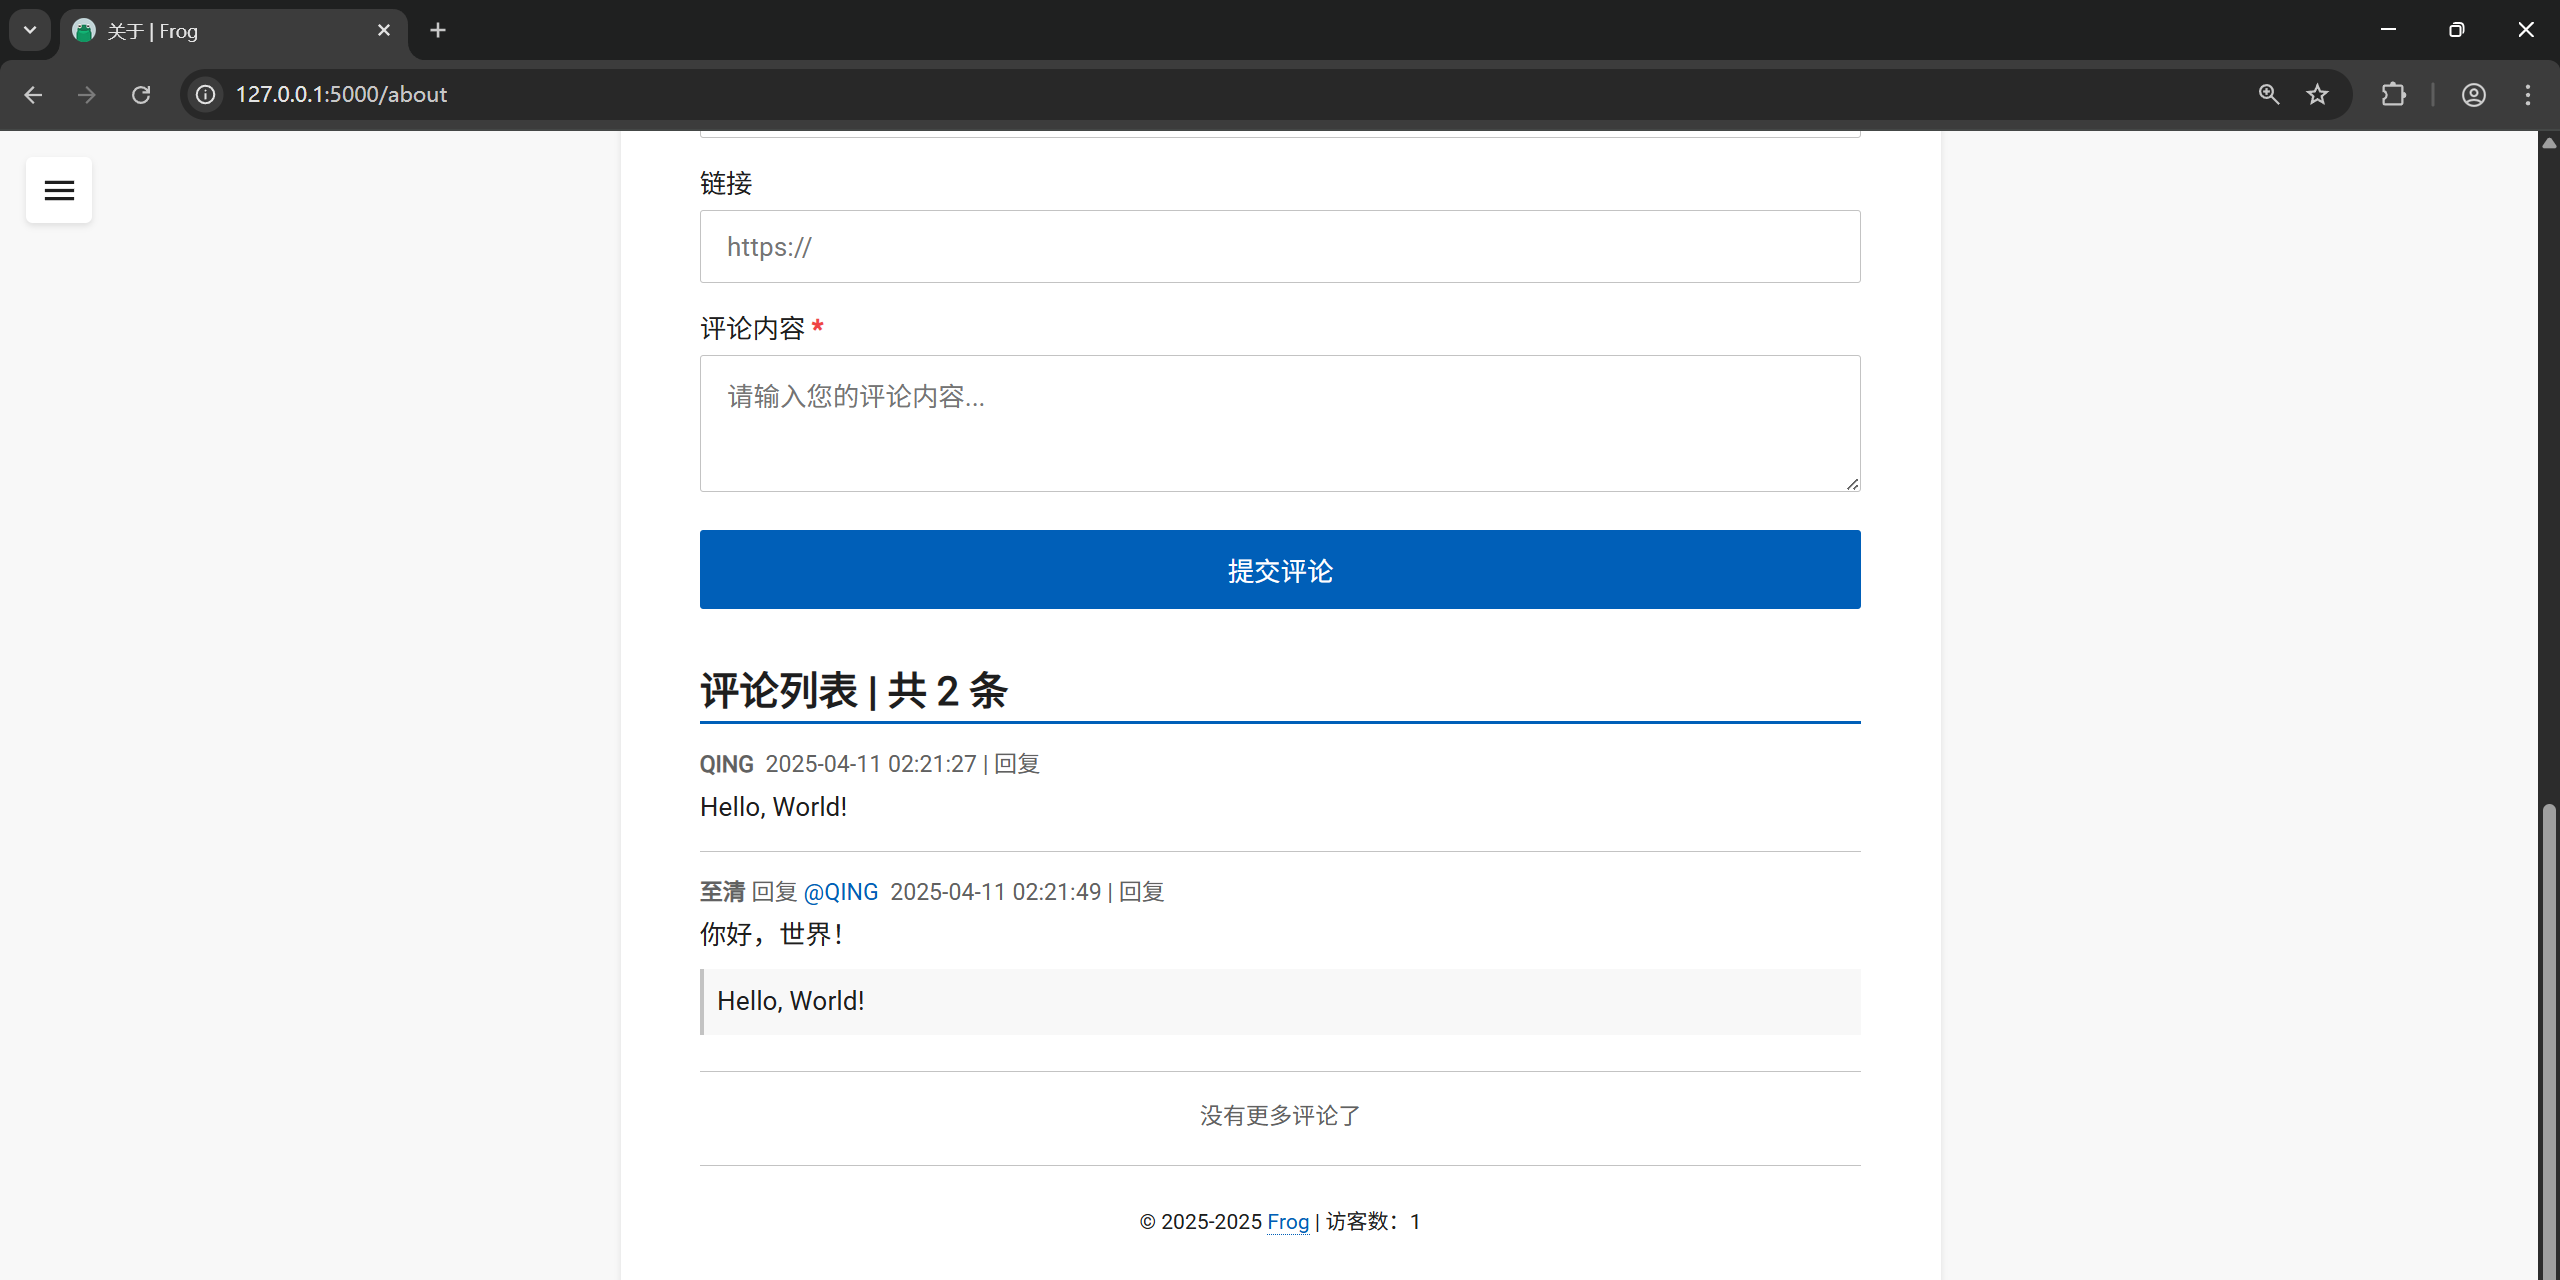 关于 | Frog
127.0.0.1:5000/about
链接
https://
评论内容 *
请输入您的评论内容...
提交评论
评论列表 | 共 2 条
QING 2025-04-11 02:21:27 | 回复
Hello, World!
至清 回复 @QING 2025-04-11 02:21:49 | 回复
你好，世界！
Hello, World!
没有更多评论了
© 2025-2025 Frog | 访客数：1